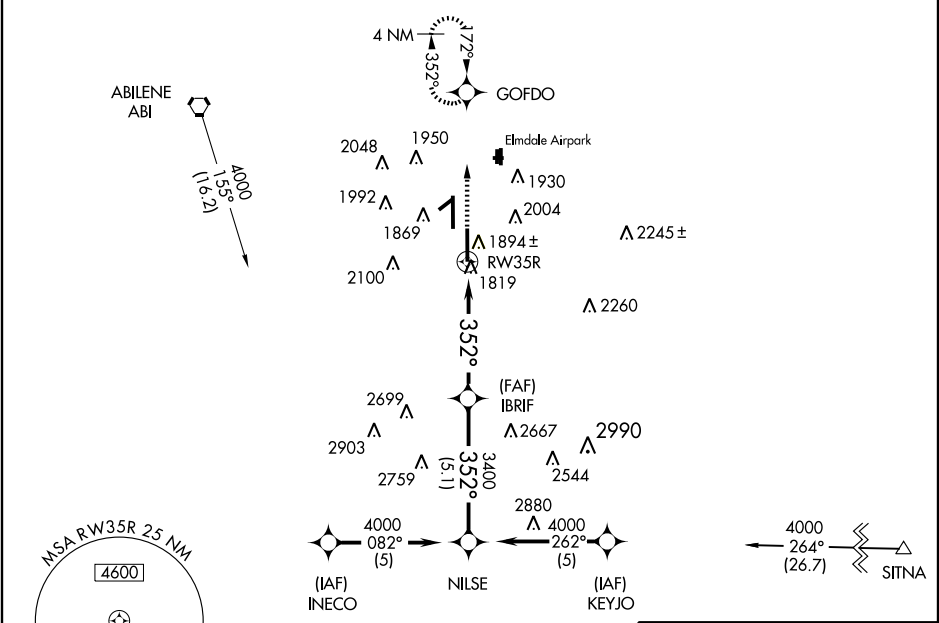 4 NM
352°
172°
GOFDO
ABILENE
ABI
4000
155°
(16.2)
Elmdale Airpark
2048
1950
1930
1992
1869
2004
1894 ±
2245 ±
RW35R
2100
1819
2260
352°
(FAF)
IBRIF
2699
2903
2667
2990
2759
2544
3400
352°
(5.1)
2880
4000
082°
(5)
4000
262°
(5)
(IAF)
INECO
NILSE
(IAF)
KEYJO
4000
264°
(26.7)
SITNA
MSA RW35R 25 NM
4600